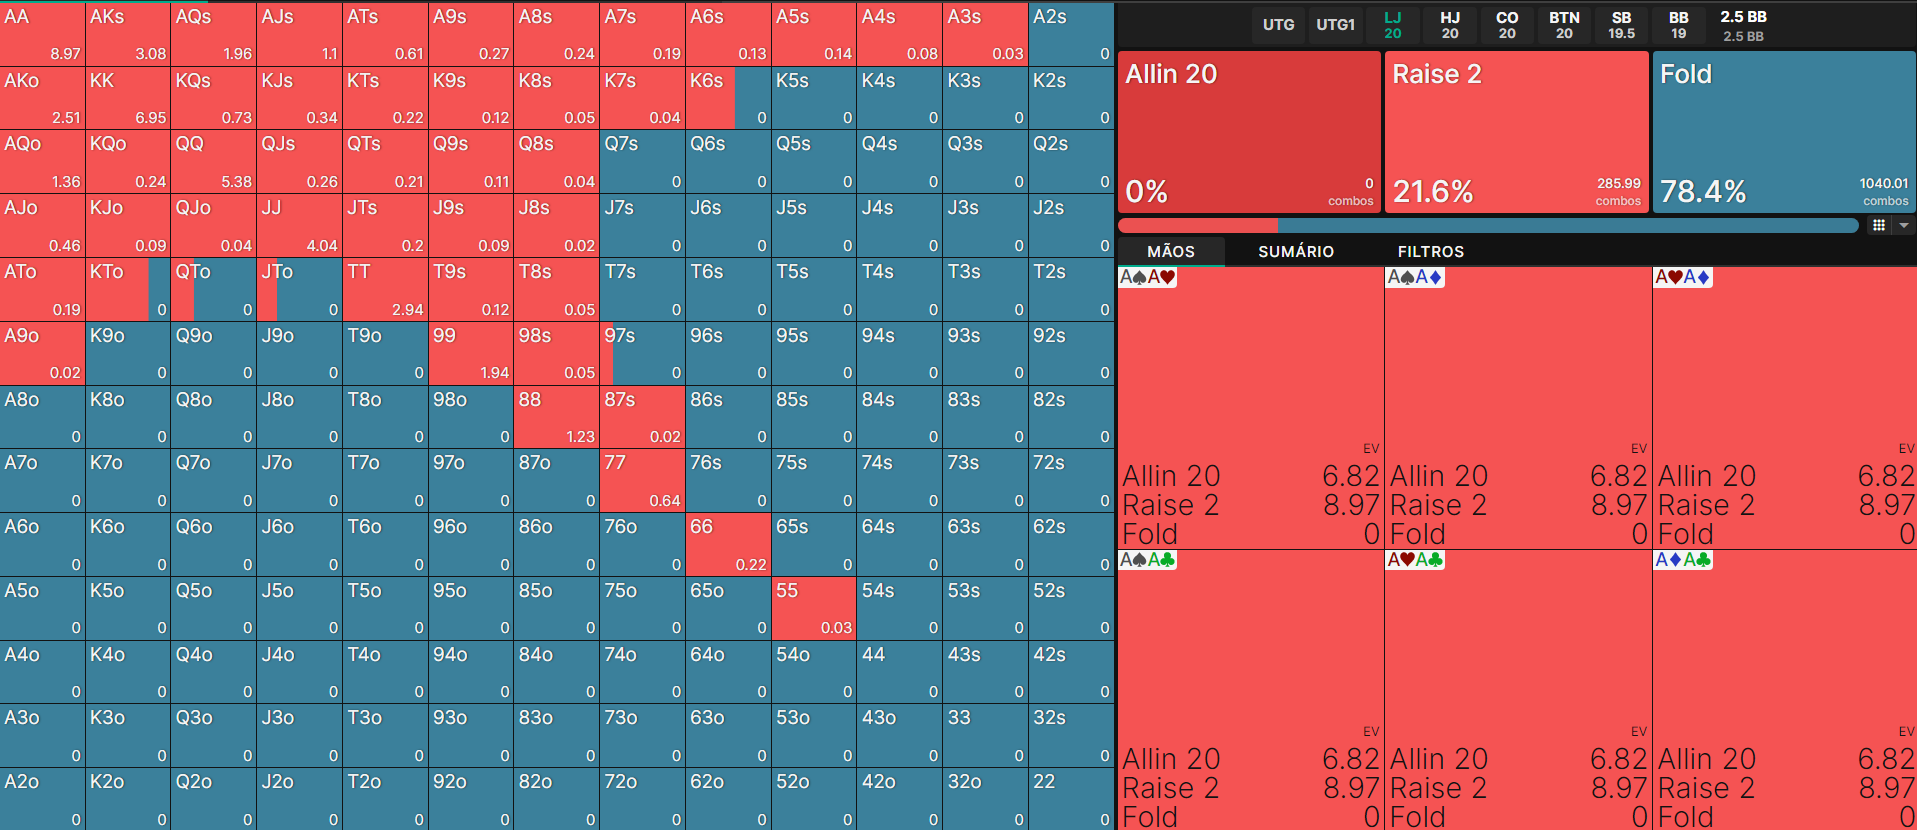 AA AKs AQs AJs ATs A9s A8s A7s A6s A5s A4s A3s A2s
8.97 3.08 1.96 1.1 0.61 0.27 0.24 0.19 0.13 0.14 0.08 0.03 0
AKo KK KQs KJs KTs K9s K8s K7s K6s K5s K4s K3s K2s
2.51 6.95 0.73 0.34 0.22 0.12 0.05 0.04 0 0 0 0 0
AQo KQo QQ QJs QTs Q9s Q8s Q7s Q6s Q5s Q4s Q3s Q2s
1.36 0.24 5.38 0.26 0.21 0.11 0.04 0 0 0 0 0 0
AJo KJo QJo JJ JTs J9s J8s J7s J6s J5s J4s J3s J2s
0.46 0.09 0.04 4.04 0.2 0.09 0.02 0 0 0 0 0 0
ATo KTo QTo JTo TT T9s T8s T7s T6s T5s T4s T3s T2s
0.19 0 0 0 2.94 0.12 0.05 0 0 0 0 0 0
A9o K9o Q9o J9o T9o 99 98s 97s 96s 95s 94s 93s 92s
0.02 0 0 0 0 1.94 0.05 0 0 0 0 0 0
A8o K8o Q8o J8o T8o 98o 88 87s 86s 85s 84s 83s 82s
0 0 0 0 0 0 1.23 0.02 0 0 0 0 0
A7o K7o Q7o J7o T7o 97o 87o 77 76s 75s 74s 73s 72s
0 0 0 0 0 0 0 0.64 0 0 0 0 0
A6o K6o Q6o J6o T6o 96o 86o 76o 66 65s 64s 63s 62s
0 0 0 0 0 0 0 0 0.22 0 0 0 0
A5o K5o Q5o J5o T5o 95o 85o 75o 65o 55 54s 53s 52s
0 0 0 0 0 0 0 0 0 0.03 0 0 0
A4o K4o Q4o J4o T4o 94o 84o 74o 64o 54o 44 43s 42s
0 0 0 0 0 0 0 0 0 0 0 0 0
A3o K3o Q3o J3o T3o 93o 83o 73o 63o 53o 43o 33 32s
0 0 0 0 0 0 0 0 0 0 0 0 0
A2o K2o Q2o J2o T2o 92o 82o 72o 62o 52o 42o 32o 22
0 0 0 0 0 0 0 0 0 0 0 0 0
UTG UTG1 LJ HJ CO BTN SB BB 2.5 BB
20 20 20 20 19.5 19 2.5 BB
Allin 20 Raise 2 Fold
0 285.99 1040.01
0% combos 21.6% combos 78.4% combos
MÃOS SUMÁRIO FILTROS
A♠A♥ A♠A♦ A♥A♦
EV EV EV
Allin 20 6.82 Allin 20 6.82 Allin 20 6.82
Raise 2 8.97 Raise 2 8.97 Raise 2 8.97
Fold 0 Fold 0 Fold 0
A♠A♣ A♥A♣ A♦A♣
EV EV EV
Allin 20 6.82 Allin 20 6.82 Allin 20 6.82
Raise 2 8.97 Raise 2 8.97 Raise 2 8.97
Fold 0 Fold 0 Fold 0